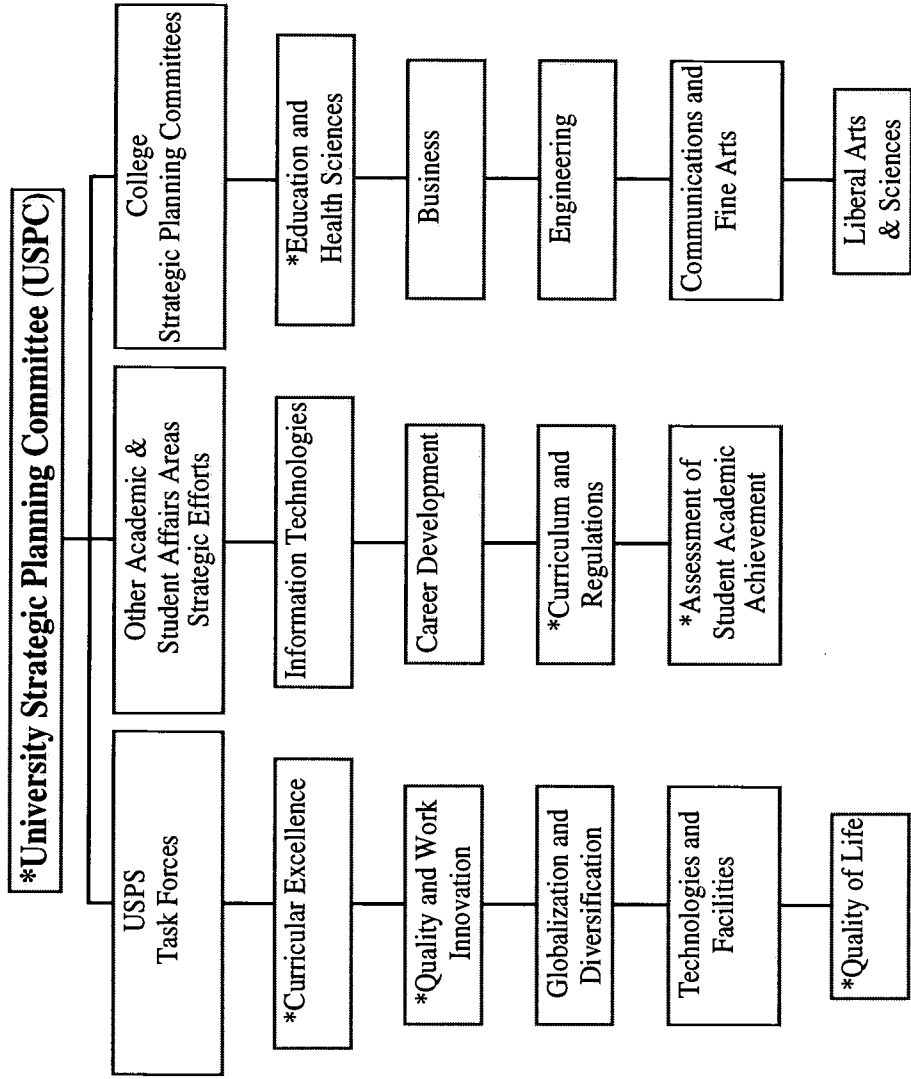 *University Strategic Planning Committee (USPC)
USPS
Task Forces
*Curricular Excellence
*Quality and Work
Innovation
Globalization and
Diversification
Technologies and
Facilities
*Quality of Life
Other Academic &
Student Affairs Areas
Strategic Efforts
Information Technologies
Career Development
*Curriculum and
Regulations
*Assessment of
Student Academic
Achievement
College
Strategic Planning Committees
*Education and
Health Sciences
Business
Engineering
Communications and
Fine Arts
Liberal Arts
& Sciences